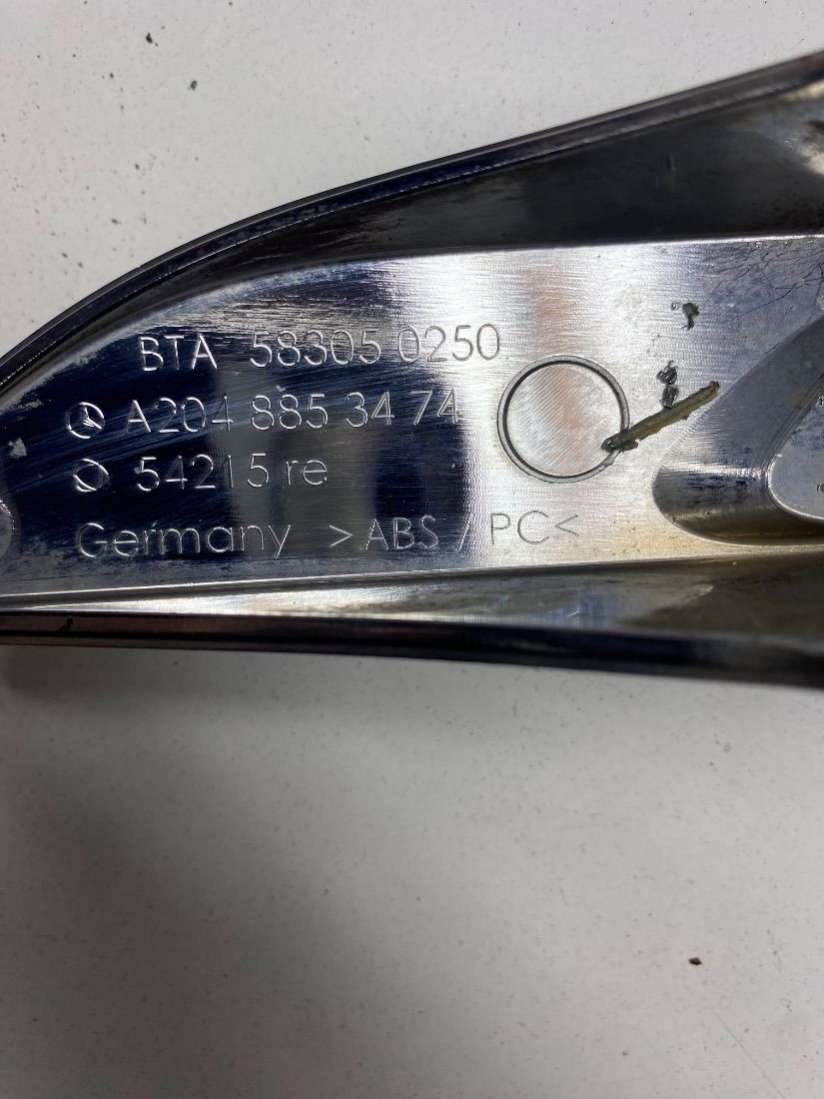 BTA 58305 0250
A204 885 34 74
54215 re
Germany >ABS / PC<